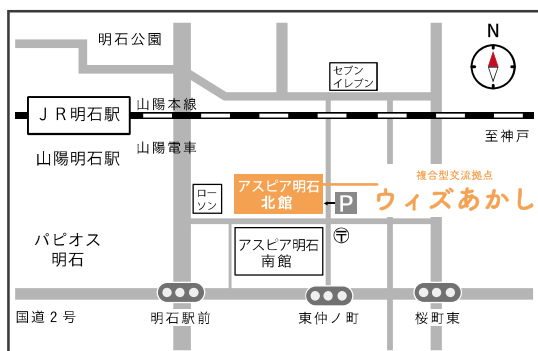 明石公園
N
セブン
イレブン
JR明石駅
山陽本線
至神戸
山陽明石駅
山陽電車
複合型交流拠点
ウィズあかし
アスピア明石
北館
P
ロー
ソン
〒
パピオス
明石
アスピア明石
南館
国道2号
明石駅前
東仲ノ町
桜町東